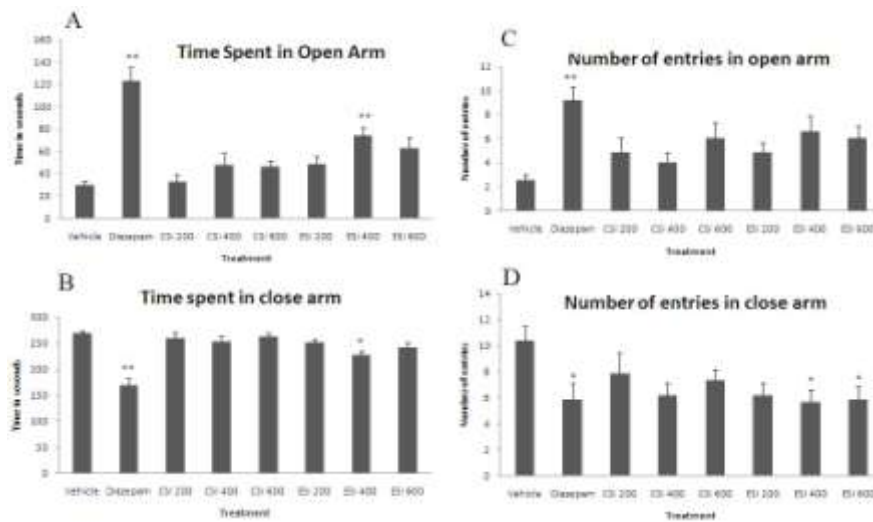 A
Time Spent in Open Arm
160
140
120
100
80
60
40
20
0
Time in seconds
**
**
Vehicle Diazepam CSI 200 CSI 400 CSI 600 ESI 200 ESI 400 ESI 600
Treatment
B
Time spent in close arm
300
250
200
150
100
50
0
Time in seconds
**
*
Vehicle Diazepam CSI 200 CSI 400 CSI 600 ESI 200 ESI 400 ESI 600
Treatment
C
Number of entries in open arm
12
10
8
6
4
2
0
Number of entries
**
Vehicle Diazepam CSI 200 CSI 400 CSI 600 ESI 200 ESI 400 ESI 600
Treatment
D
Number of entries in close arm
14
12
10
8
6
4
2
0
Number of entries
*
*
*
Vehicle Diazepam CSI 200 CSI 400 CSI 600 ESI 200 ESI 400 ESI 600
Treatment